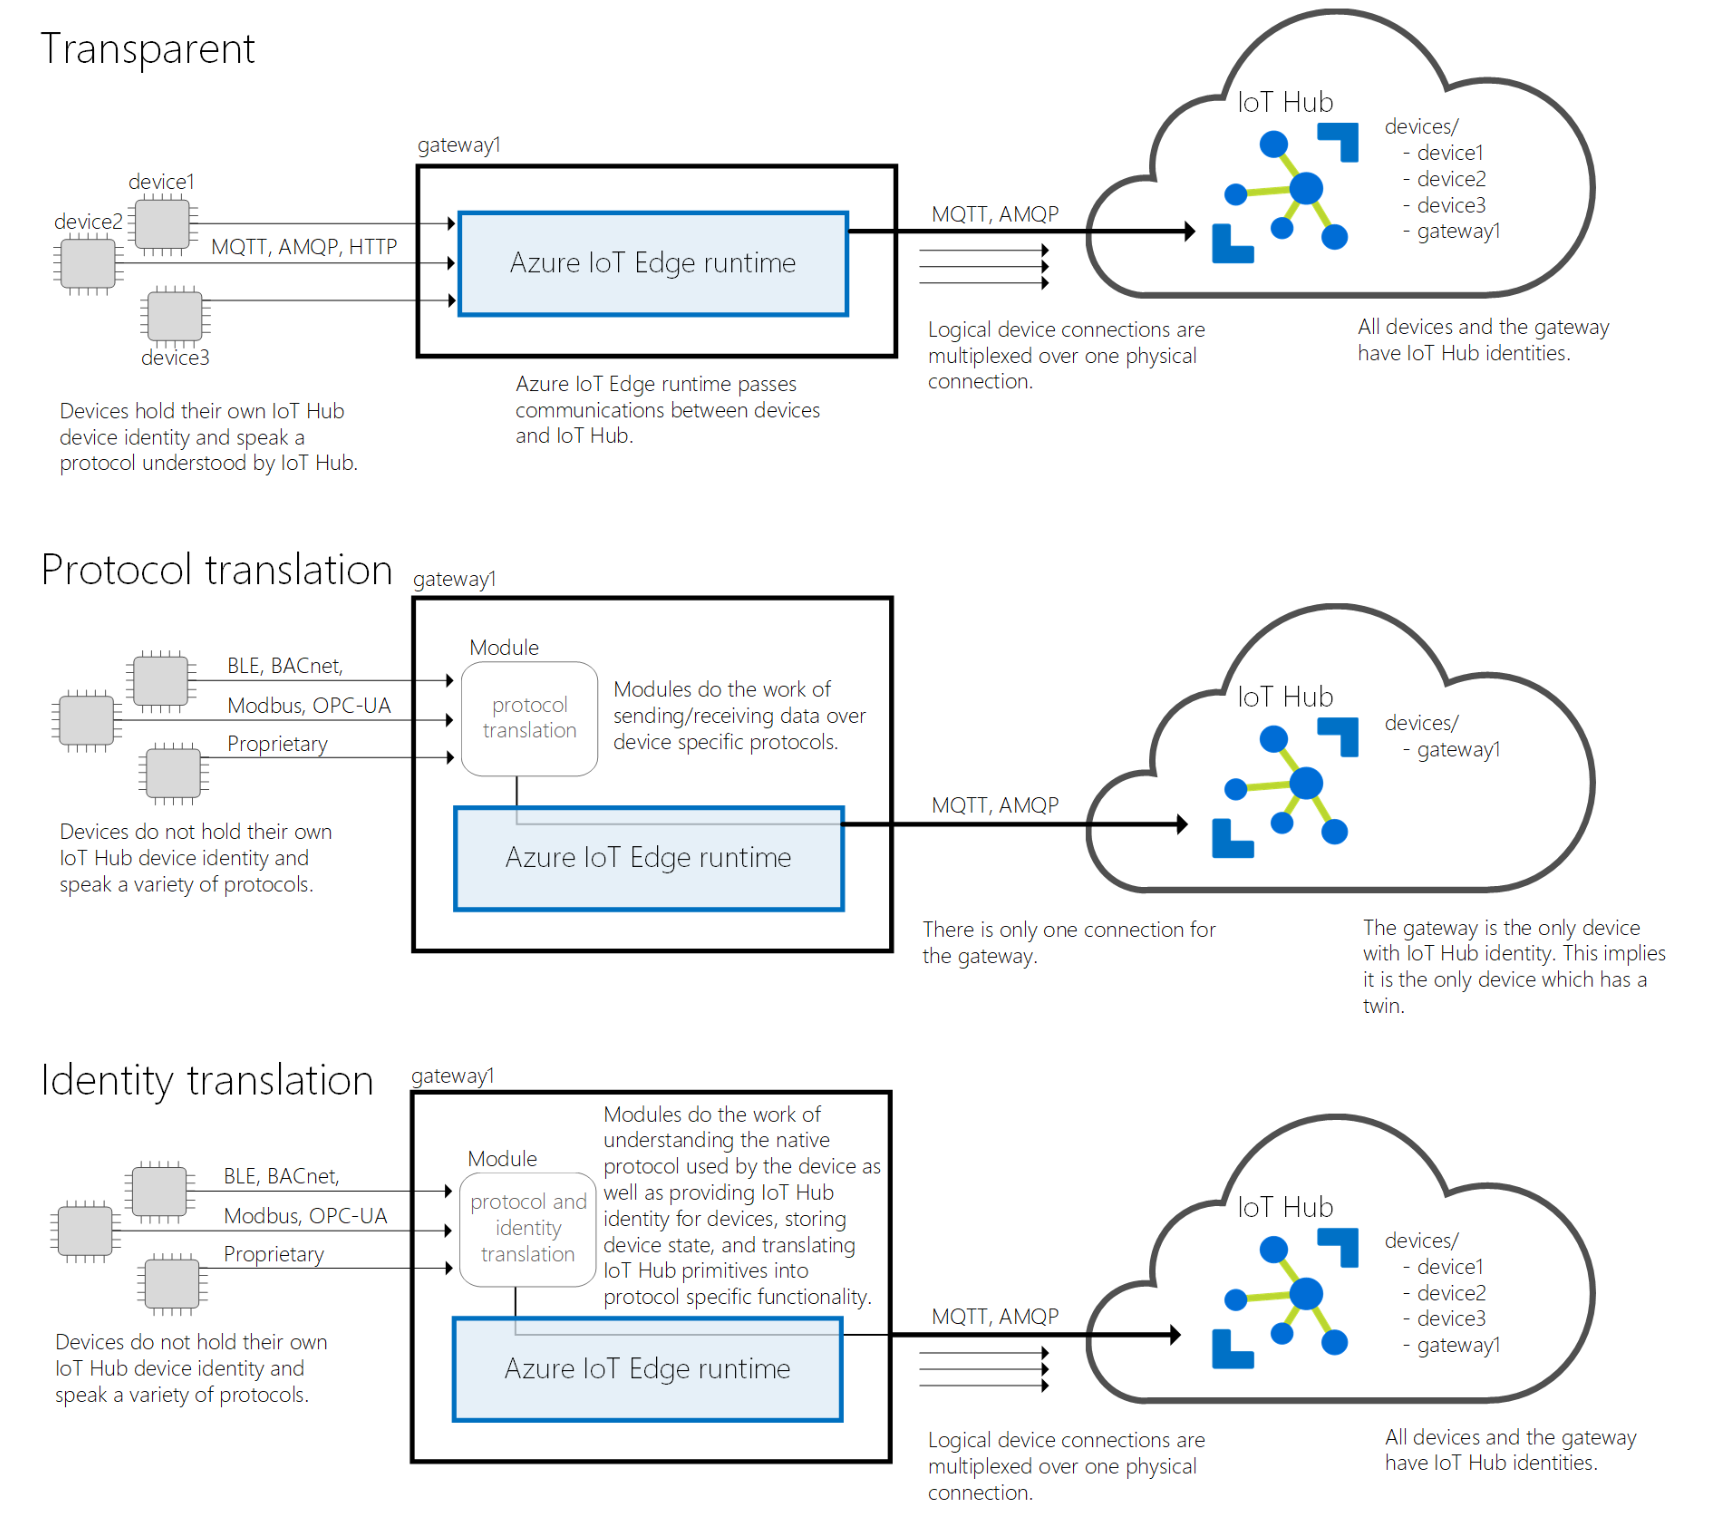 Transparent
gateway1
device1
device2
MQTT, AMQP, HTTP
device3
Azure IoT Edge runtime
MQTT, AMQP
IoT Hub
devices/
- device1
- device2
- device3
- gateway1
Devices hold their own IoT Hub
device identity and speak a
protocol understood by IoT Hub.
Azure IoT Edge runtime passes
communications between devices
and IoT Hub.
Logical device connections are
multiplexed over one physical
connection.
All devices and the gateway
have IoT Hub identities.
Protocol translation
gateway1
BLE, BACnet,
Modbus, OPC-UA
Proprietary
Module
protocol
translation
Modules do the work of
sending/receiving data over
device specific protocols.
Azure IoT Edge runtime
MQTT, AMQP
IoT Hub
devices/
- gateway1
Devices do not hold their own
IoT Hub device identity and
speak a variety of protocols.
There is only one connection for
the gateway.
The gateway is the only device
with IoT Hub identity. This implies
it is the only device which has a
twin.
Identity translation
gateway1
BLE, BACnet,
Modbus, OPC-UA
Proprietary
Module
protocol and
identity
translation
Modules do the work of
understanding the native
protocol used by the device as
well as providing IoT Hub
identity for devices, storing
device state, and translating
IoT Hub primitives into
protocol specific functionality.
Azure IoT Edge runtime
MQTT, AMQP
IoT Hub
devices/
- device1
- device2
- device3
- gateway1
Devices do not hold their own
IoT Hub device identity and
speak a variety of protocols.
Logical device connections are
multiplexed over one physical
connection.
All devices and the gateway
have IoT Hub identities.